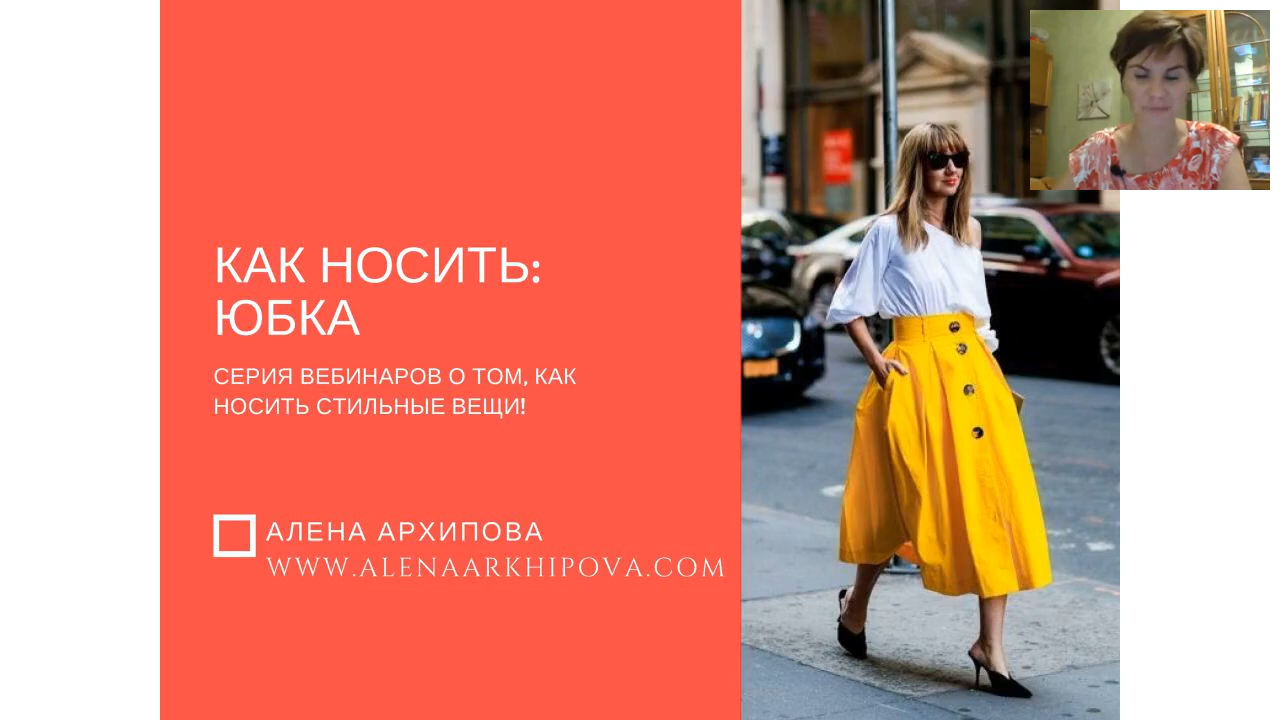 КАК НОСИТЬ:
ЮБКА
СЕРИЯ ВЕБИНАРОВ О ТОМ, КАК
НОСИТЬ СТИЛЬНЫЕ ВЕЩИ!
АЛЕНА АРХИПОВА
WWW.ALENAARKHIPOVA.COM